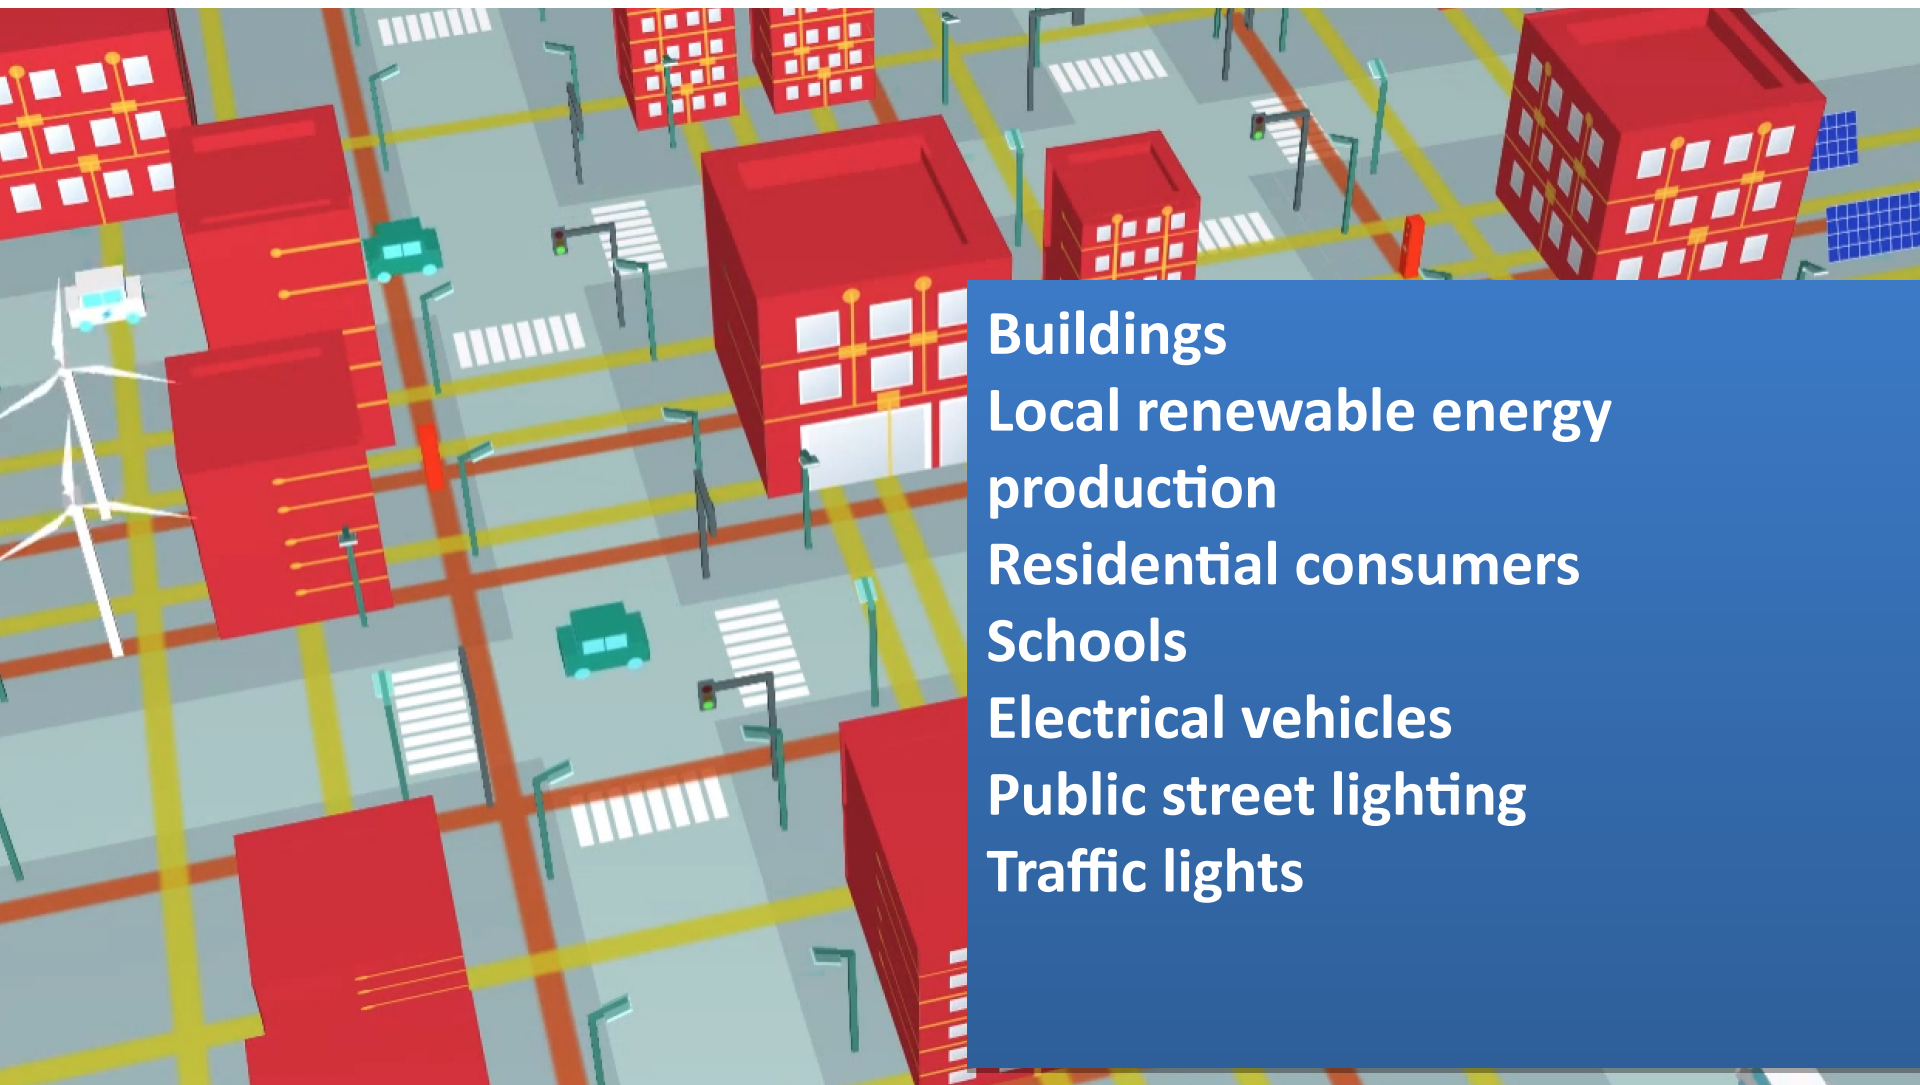 Buildings
Local renewable energy
production
Residential consumers
Schools
Electrical vehicles
Public street lighting
Traffic lights